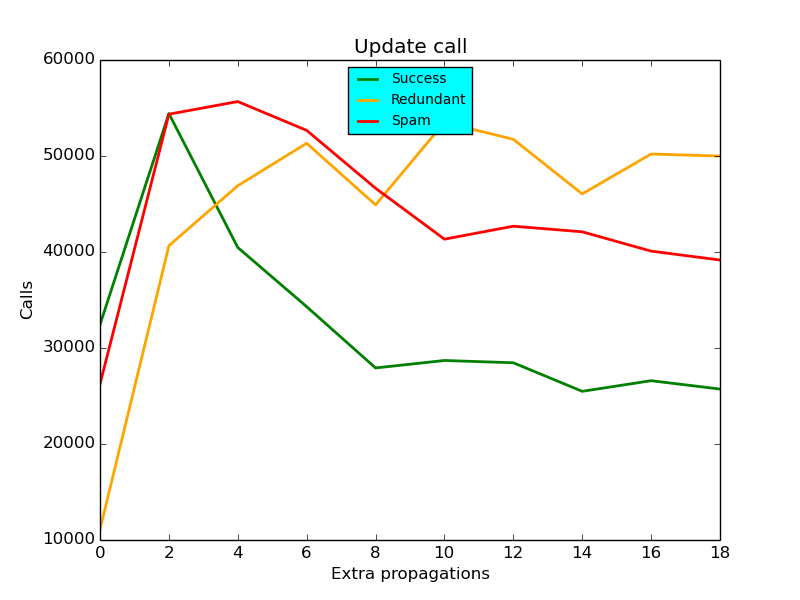 Update call
Success
Redundant
Spam
60000
50000
40000
30000
20000
10000
Calls
0 2 4 6 8 10 12 14 16 18
Extra propagations